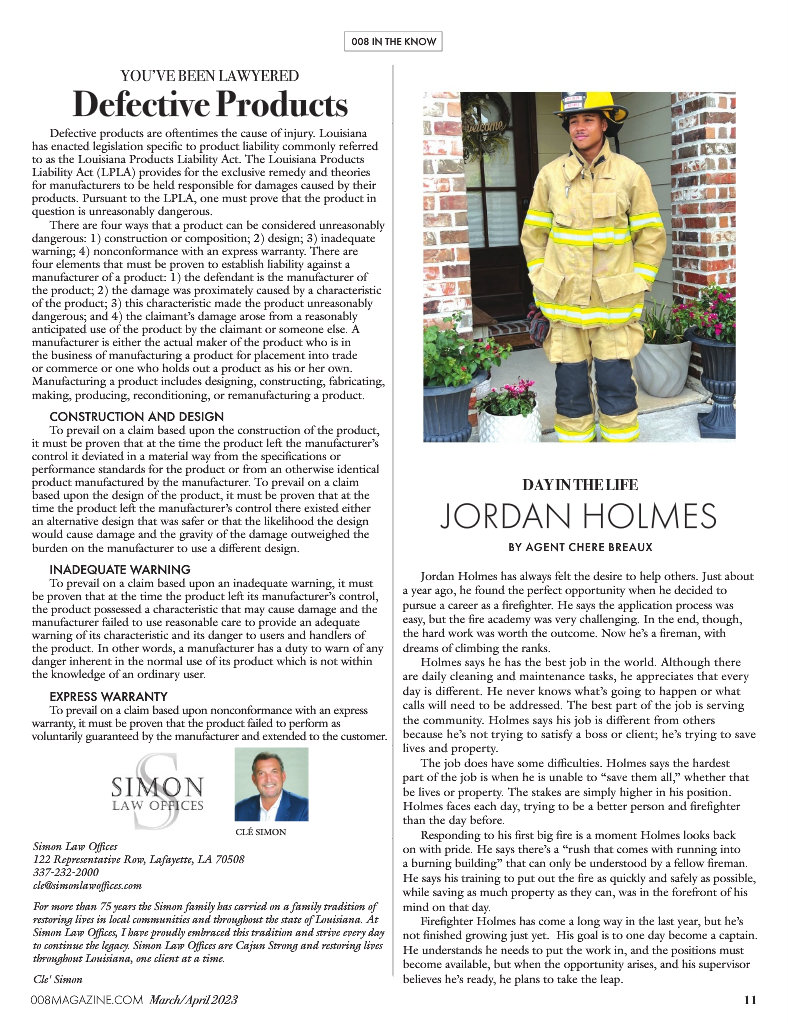 008 IN THE KNOW
YOU'VE BEEN LAWYERED
Defective Products
Defective products are oftentimes the cause of injury. Louisiana
has enacted legislation specific to product liability commonly referred
to as the Louisiana Products Liability Act. The Louisiana Products
Liability Act (LPLA) provides for the exclusive remedy and theories
for manufacturers to be held responsible for damages caused by their
products. Pursuant to the LPLA, one must prove that the product in
question is unreasonably dangerous.
There are four ways that a product can be considered unreasonably
dangerous: 1) construction or composition; 2) design; 3) inadequate
warning; 4) nonconformance with an express warranty. There are
four elements that must be proven to establish liability against a
manufacturer of a product: 1) the defendant is the manufacturer of
the product; 2) the damage was proximately caused by a characteristic
of the product; 3) this characteristic made the product unreasonably
dangerous; and 4) the claimant's damage arose from a reasonably
anticipated use of the product by the claimant or someone else. A
manufacturer is either the actual maker of the product who is in
the business of manufacturing a product for placement into trade
or commerce or one who holds out a product as his or her own.
Manufacturing a product includes designing, constructing, fabricating,
making, producing, reconditioning, or remanufacturing a product.
CONSTRUCTION AND DESIGN
To prevail on a claim based upon the construction of the product,
it must be proven that at the time the product left the manufacturer's
control it deviated in a material way from the specifications or
performance standards for the product or from an otherwise identical
product manufactured by the manufacturer. To prevail on a claim
based upon the design of the product, it must be proven that at the
time the product left the manufacturer's control there existed either
an alternative design that was safer or that the likelihood the design
would cause damage and the gravity of the damage outweighed the
burden on the manufacturer to use a different design.
INADEQUATE WARNING
To prevail on a claim based upon an inadequate warning, it must
be proven that at the time the product left its manufacturer's control,
the product possessed a characteristic that may cause damage and the
manufacturer failed to use reasonable care to provide an adequate
warning of its characteristic and its danger to users and handlers of
the product. In other words, a manufacturer has a duty to warn of any
danger inherent in the normal use of its product which is not within
the knowledge of an ordinary user.
EXPRESS WARRANTY
To prevail on a claim based upon nonconformance with an express
warranty, it must be proven that the product failed to perform as
voluntarily guaranteed by the manufacturer and extended to the customer.
S
SIMON
LAW OFFICES
CLÉ SIMON
Simon Law Offices
122 Representative Row, Lafayette, LA 70508
337-232-2000
cle@simonlawoffices.com
For more than 75 years the Simon family has carried on a family tradition of
restoring lives in local communities and throughout the state of Louisiana. At
Simon Law Offices, I have proudly embraced this tradition and strive every day
to continue the legacy. Simon Law Offices are Cajun Strong and restoring lives
throughout Louisiana, one client at a time.
Cle' Simon
welcome
DAY IN THE LIFE
JORDAN HOLMES
BY AGENT CHERE BREAUX
Jordan Holmes has always felt the desire to help others. Just about
a year ago, he found the perfect opportunity when he decided to
pursue a career as a firefighter. He says the application process was
easy, but the fire academy was very challenging. In the end, though,
the hard work was worth the outcome. Now he's a fireman, with
dreams of climbing the ranks.
Holmes says he has the best job in the world. Although there
are daily cleaning and maintenance tasks, he appreciates that every
day is different. He never knows what's going to happen or what
calls will need to be addressed. The best part of the job is serving
the community. Holmes says his job is different from others
because he's not trying to satisfy a boss or client; he's trying to save
lives and property.
The job does have some difficulties. Holmes says the hardest
part of the job is when he is unable to "save them all," whether that
be lives or property. The stakes are simply higher in his position.
Holmes faces each day, trying to be a better person and firefighter
than the day before.
Responding to his first big fire is a moment Holmes looks back
on with pride. He says there's a "rush that comes with running into
a burning building" that can only be understood by a fellow fireman.
He says his training to put out the fire as quickly and safely as possible,
while saving as much property as they can, was in the forefront of his
mind on that day.
Firefighter Holmes has come a long way in the last year, but he's
not finished growing just yet. His goal is to one day become a captain.
He understands he needs to put the work in, and the positions must
become available, but when the opportunity arises, and his supervisor
believes he's ready, he plans to take the leap.
008MAGAZINE.COM March/April 2023
11